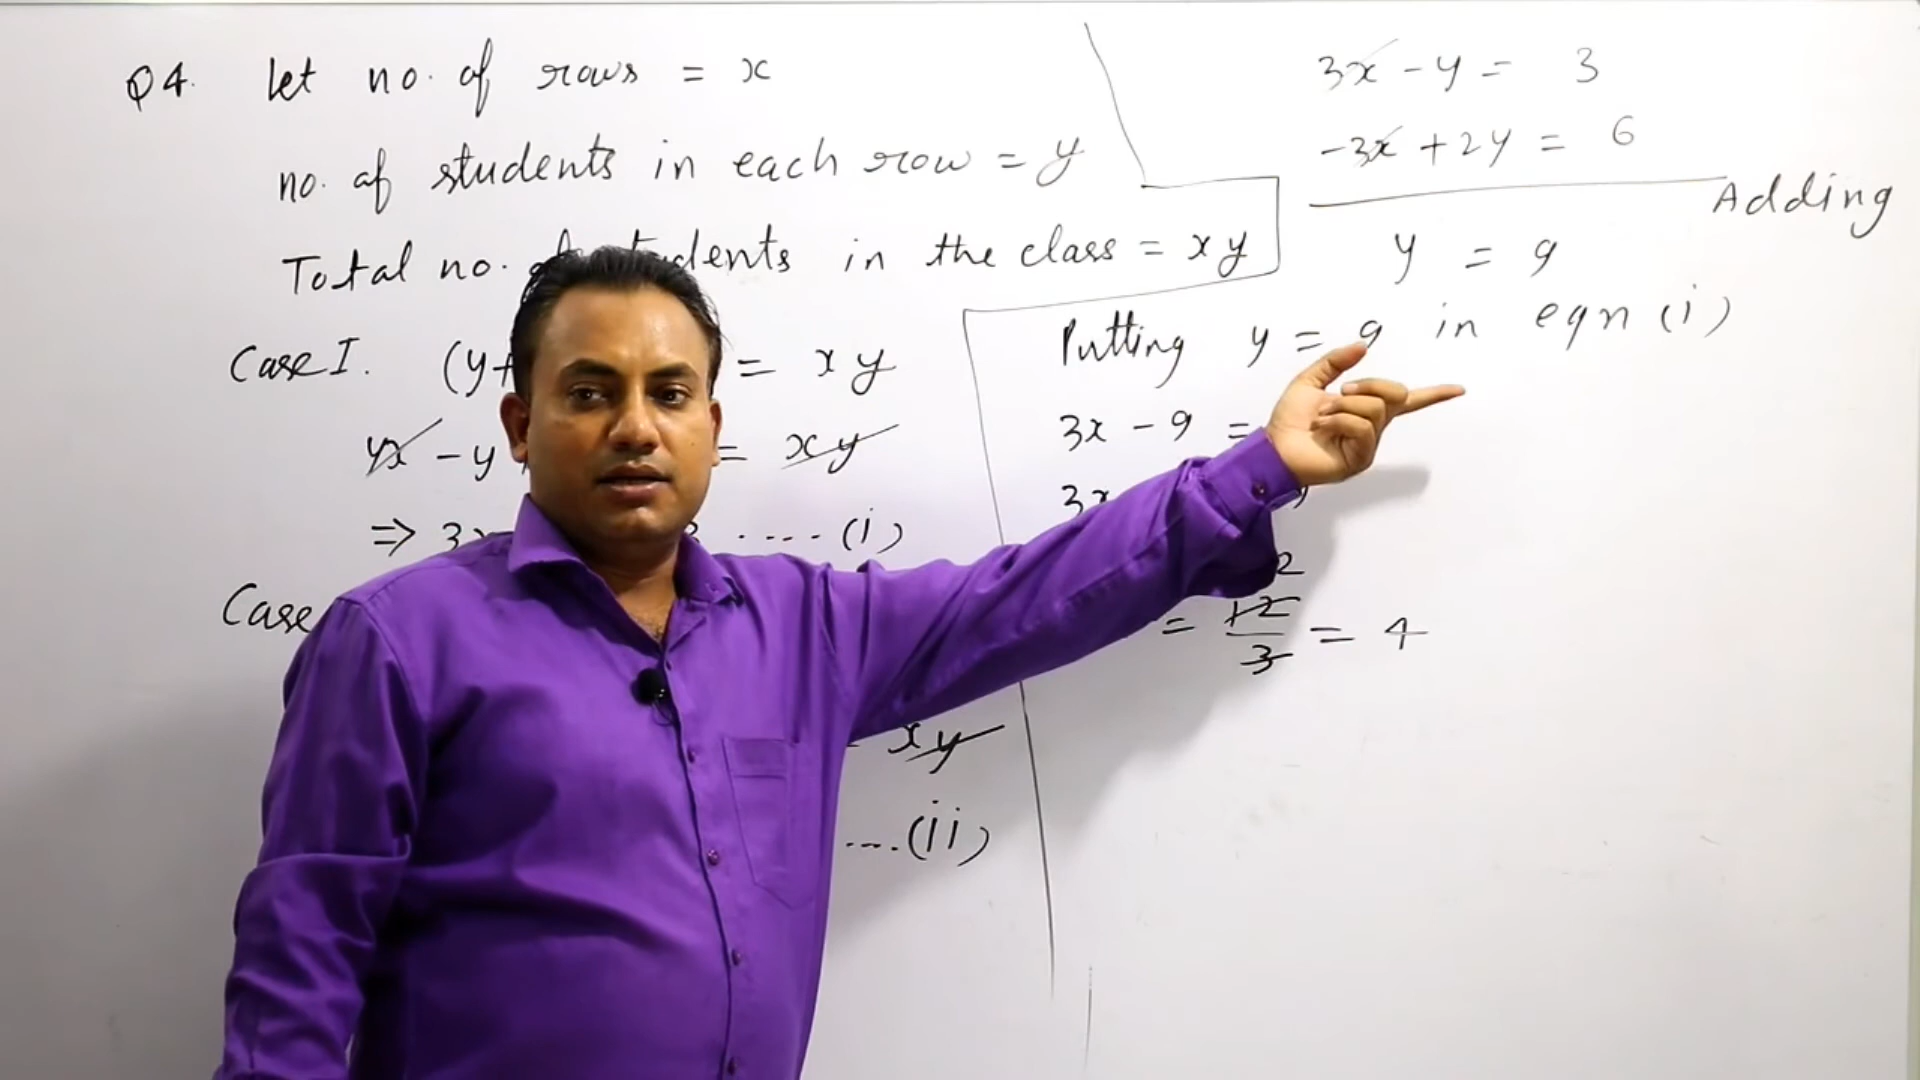 Q4. let no. of rows = x
no. of students in each row = y
Total no. of students in the class = xy
Case I. (y+ = xy
yx - y = xy
⇒ 3x 3 ....(i)
Case
xy
....(ii)
3x - y = 3
-3x + 2y = 6
Adding
y = 9
Putting y = 9 in eqn (i)
3x - 9 =
3x
2
= 12/3 = 4